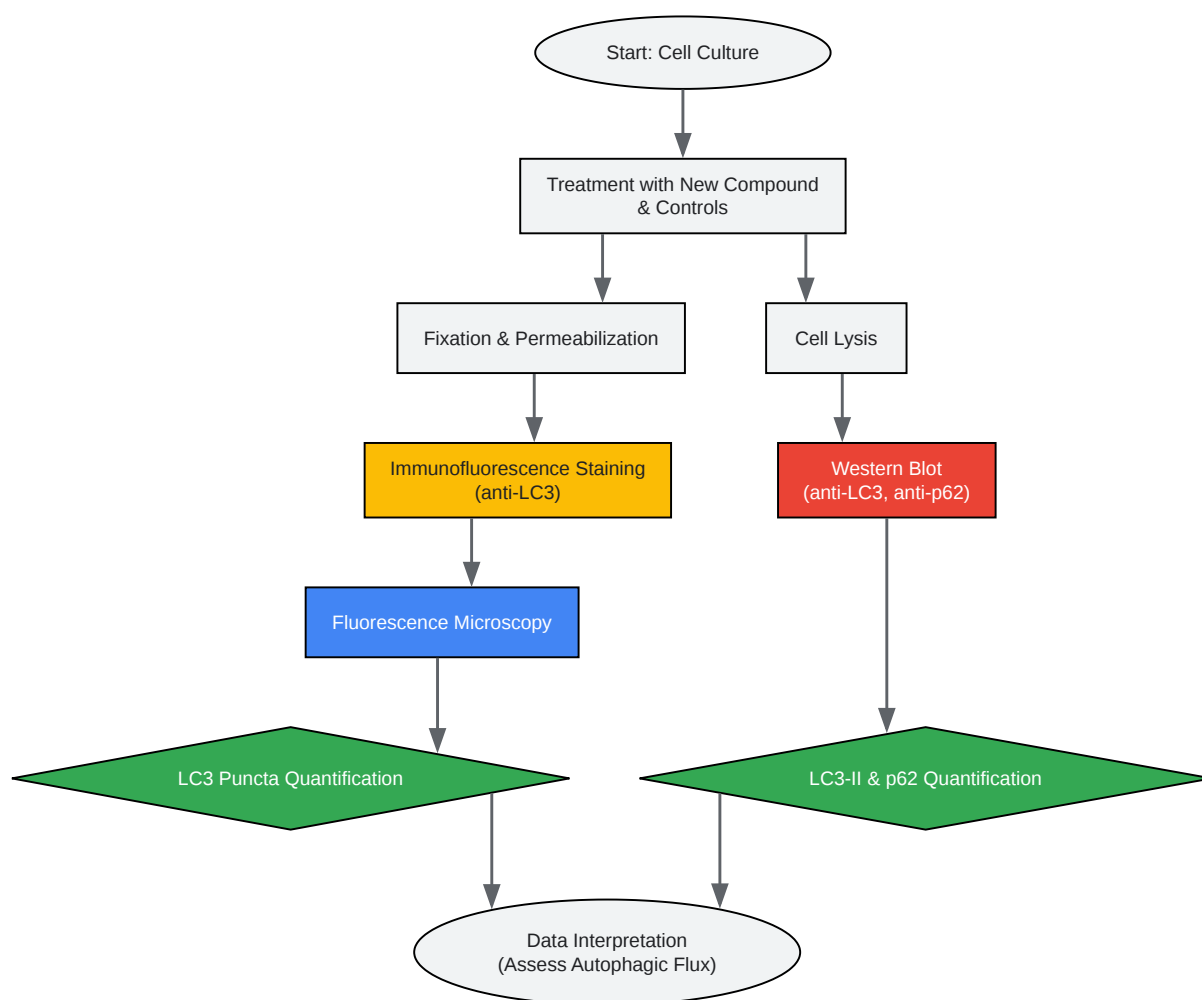 Start: Cell Culture
Treatment with New Compound
& Controls
Fixation & Permeabilization
Cell Lysis
Immunofluorescence Staining
(anti-LC3)
Western Blot
(anti-LC3, anti-p62)
Fluorescence Microscopy
LC3 Puncta Quantification
LC3-II & p62 Quantification
Data Interpretation
(Assess Autophagic Flux)